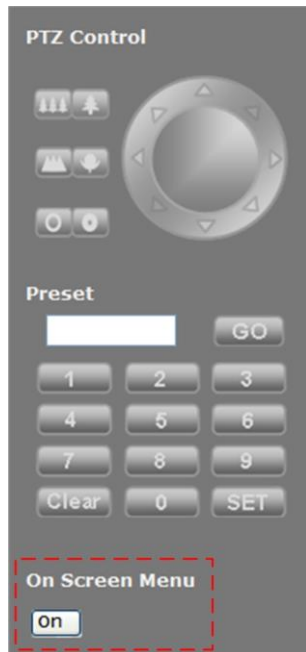 PTZ Control
Preset
GO
1 2 3
4 5 6
7 8 9
Clear 0 SET
On Screen Menu
On